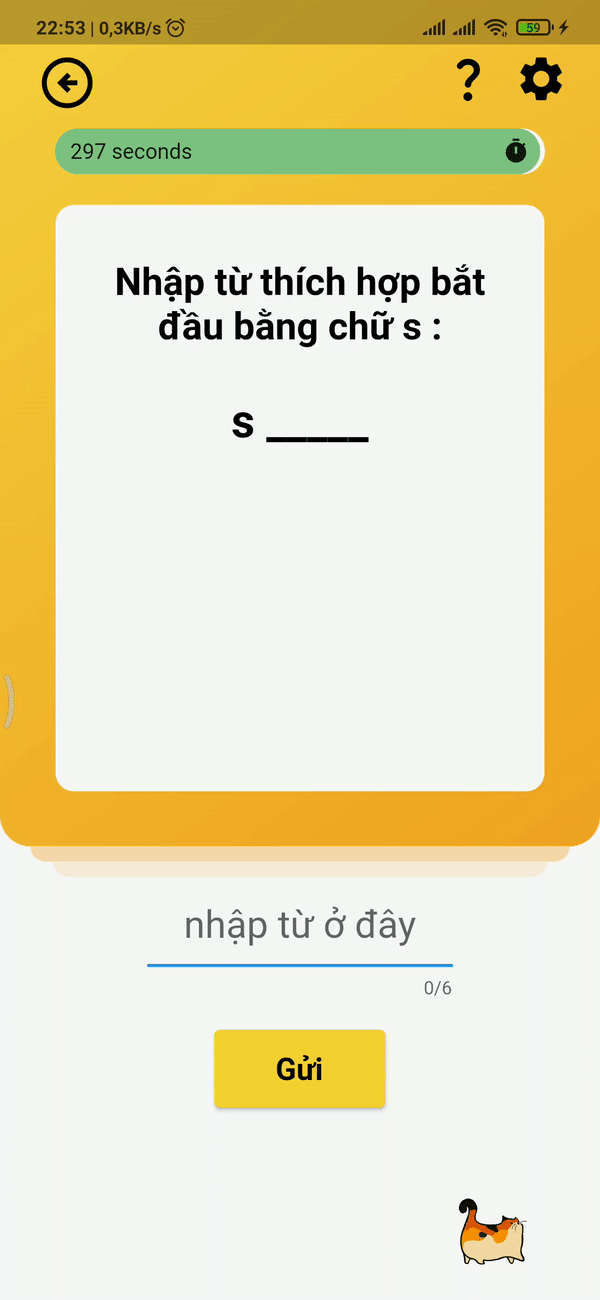 22:53 | 0,3KB/s
59
297 seconds
Nhập từ thích hợp bắt
đầu bằng chữ s :
s _____
nhập từ ở đây
0/6
Gửi